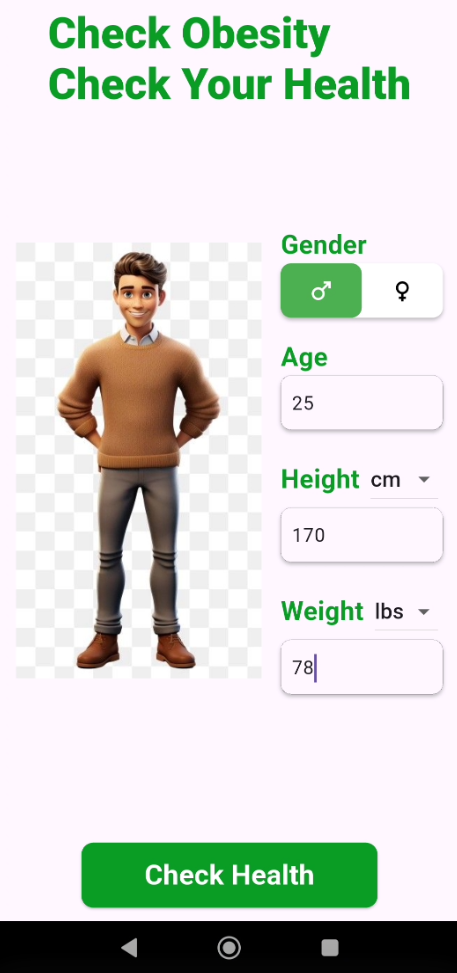 Check Obesity
Check Your Health
Gender
♂ ♀
Age
25
Height cm
170
Weight lbs
78
Check Health